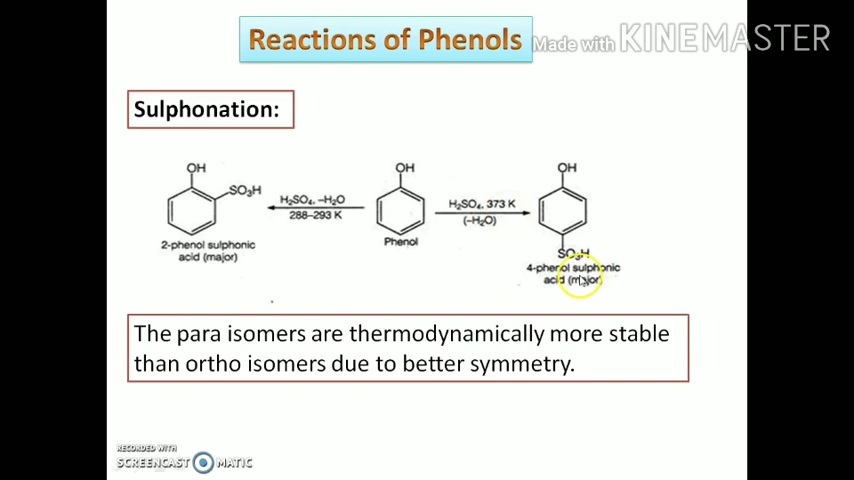 Reactions of Phenols
Made with KINEMASTER
Sulphonation:
OH
OH
OH
SO3H
H2SO4, –H2O
288–293 K
H2SO4, 373 K
(–H2O)
2-phenol sulphonic
acid (major)
Phenol
SO3H
4-phenol sulphonic
acid (major)
The para isomers are thermodynamically more stable
than ortho isomers due to better symmetry.
RECORDED WITH
SCREENCAST MATIC